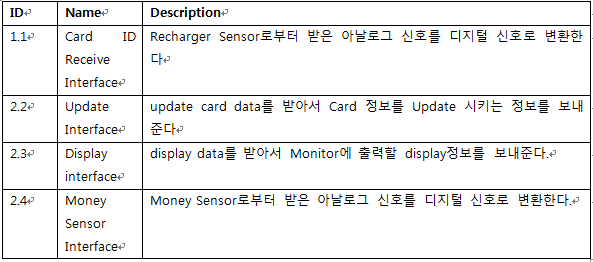 ID Name Description
1.1 Card ID Recharger Sensor로부터 받은 아날로그 신호를 디지털 신호로 변환한
Receive 다
Interface
2.2 Update update card data를 받아서 Card 정보를 Update 시키는 정보를 보내
Interface 준다
2.3 Display display data를 받아서 Monitor에 출력할 display정보를 보내준다.
interface
2.4 Money Money Sensor로부터 받은 아날로그 신호를 디지털 신호로 변환한다.
Sensor
Interface